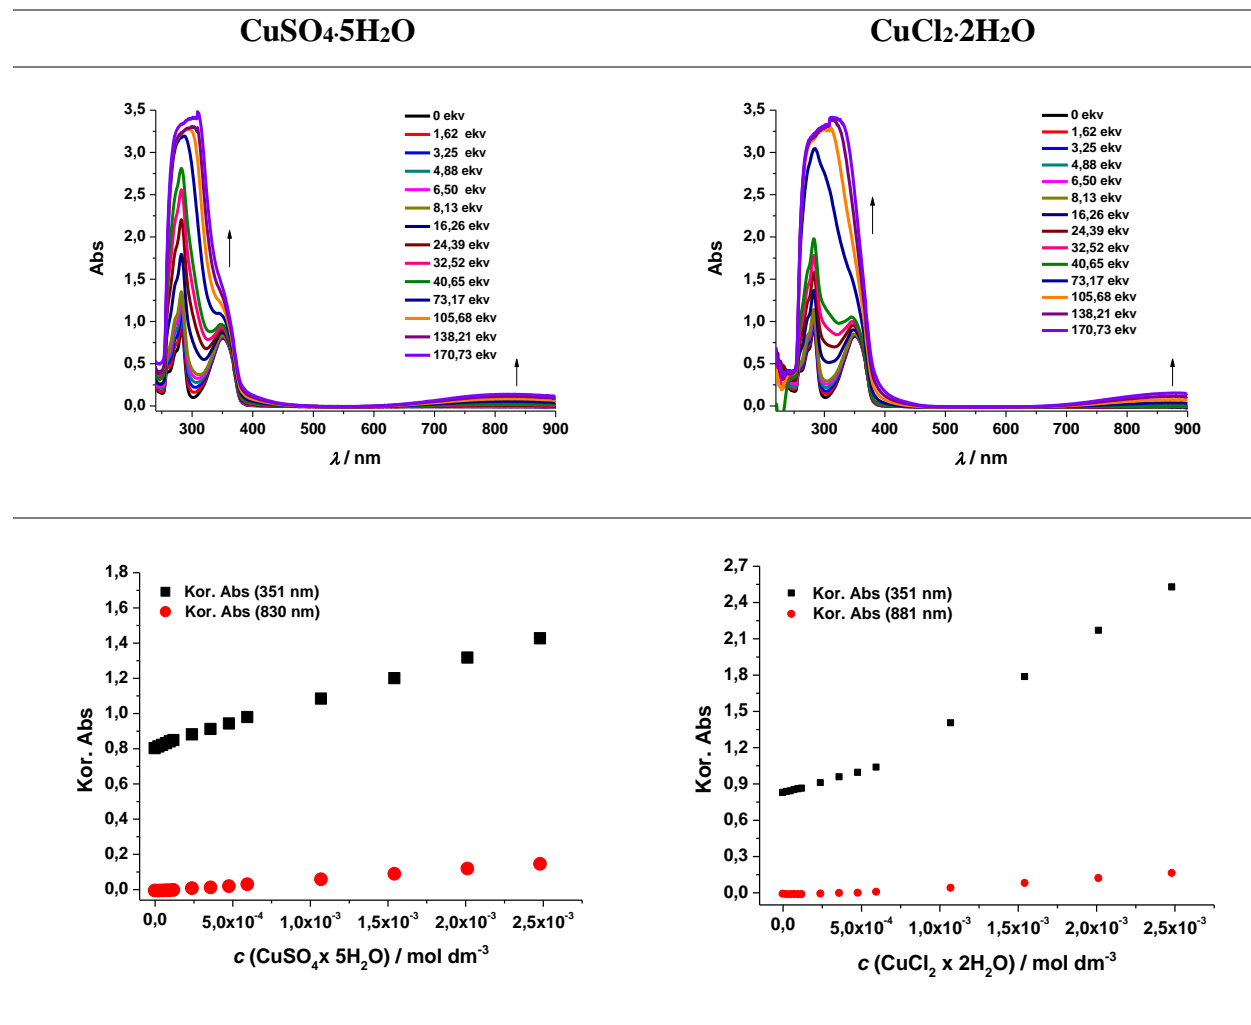 CuSO4·5H2O
CuCl2·2H2O
3,5
3,0
2,5
2,0
1,5
1,0
0,5
0,0
Abs
300 400 500 600 700 800 900
λ / nm
0 ekv
1,62 ekv
3,25 ekv
4,88 ekv
6,50 ekv
8,13 ekv
16,26 ekv
24,39 ekv
32,52 ekv
40,65 ekv
73,17 ekv
105,68 ekv
138,21 ekv
170,73 ekv
3,5
3,0
2,5
2,0
1,5
1,0
0,5
0,0
Abs
300 400 500 600 700 800 900
λ / nm
0 ekv
1,62 ekv
3,25 ekv
4,88 ekv
6,50 ekv
8,13 ekv
16,26 ekv
24,39 ekv
32,52 ekv
40,65 ekv
73,17 ekv
105,68 ekv
138,21 ekv
170,73 ekv
1,8
1,6
1,4
1,2
1,0
0,8
0,6
0,4
0,2
0,0
Kor. Abs
Kor. Abs (351 nm)
Kor. Abs (830 nm)
0,0 5,0x10-4 1,0x10-3 1,5x10-3 2,0x10-3 2,5x10-3
c (CuSO4x 5H2O) / mol dm-3
2,7
2,4
2,1
1,8
1,5
1,2
0,9
0,6
0,3
0,0
Kor. Abs
Kor. Abs (351 nm)
Kor. Abs (881 nm)
0,0 5,0x10-4 1,0x10-3 1,5x10-3 2,0x10-3 2,5x10-3
c (CuCl2 x 2H2O) / mol dm-3